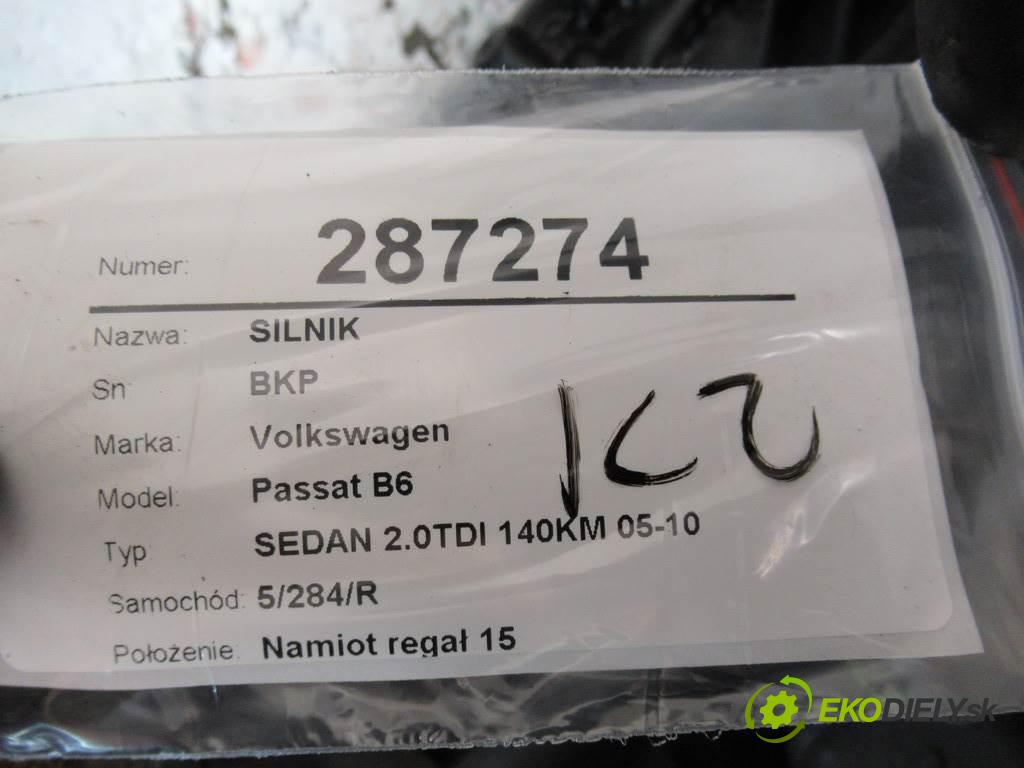 Numer: 287274
Nazwa: SILNIK
Sn BKP
Marka: Volkswagen
Model: Passat B6
Typ SEDAN 2.0TDI 140KM 05-10
Samochód: 5/284/R
Położenie: Namiot regał 15
EKODIELY.sk